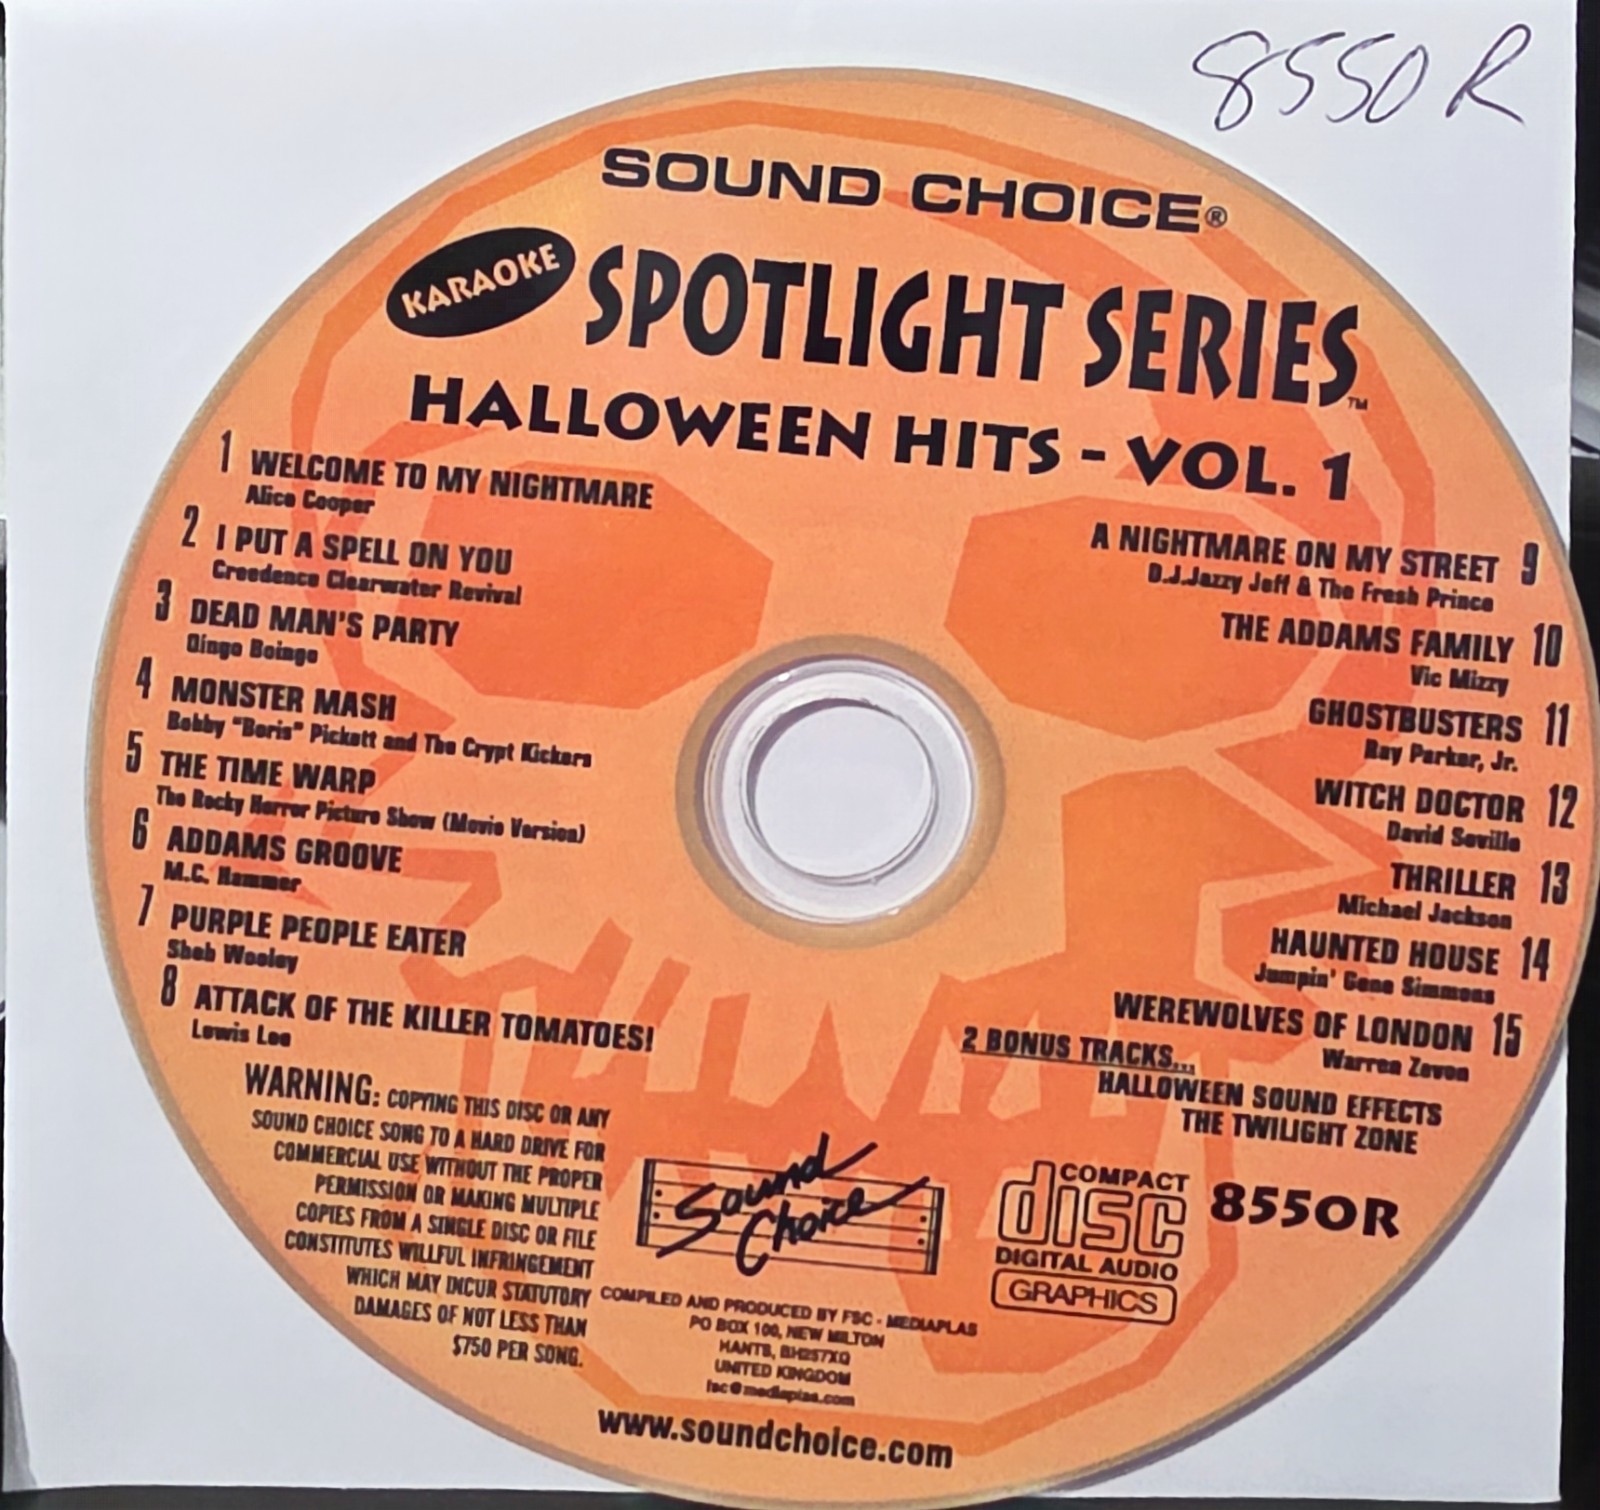 8550R
SOUND CHOICE®
KARAOKE
SPOTLIGHT SERIES™
HALLOWEEN HITS - VOL. 1
1 WELCOME TO MY NIGHTMARE
Alice Cooper
2 I PUT A SPELL ON YOU
Creedence Clearwater Revival
3 DEAD MAN'S PARTY
Oingo Boingo
4 MONSTER MASH
Bobby "Boris" Pickett and The Crypt Kickers
5 THE TIME WARP
The Rocky Horror Picture Show (Movie Version)
6 ADDAMS GROOVE
M.C. Hammer
7 PURPLE PEOPLE EATER
Sheb Wooley
8 ATTACK OF THE KILLER TOMATOES!
Lewis Lee
A NIGHTMARE ON MY STREET 9
D.J.Jazzy Jeff & The Fresh Prince
THE ADDAMS FAMILY 10
Vic Mizzy
GHOSTBUSTERS 11
Ray Parker, Jr.
WITCH DOCTOR 12
David Seville
THRILLER 13
Michael Jackson
HAUNTED HOUSE 14
Jumpin' Gene Simmons
WEREWOLVES OF LONDON 15
Warren Zevon
2 BONUS TRACKS...
HALLOWEEN SOUND EFFECTS
THE TWILIGHT ZONE
WARNING: COPYING THIS DISC OR ANY
SOUND CHOICE SONG TO A HARD DRIVE FOR
COMMERCIAL USE WITHOUT THE PROPER
PERMISSION OR MAKING MULTIPLE
COPIES FROM A SINGLE DISC OR FILE
CONSTITUTES WILLFUL INFRINGEMENT
WHICH MAY INCUR STATUTORY
DAMAGES OF NOT LESS THAN
$750 PER SONG.
Sound
Choice
COMPACT
disc
DIGITAL AUDIO
GRAPHICS
8550R
COMPILED AND PRODUCED BY FSC - MEDIAPLAS
PO BOX 100, NEW MILTON
HANTS, BH257XQ
UNITED KINGDOM
fsc@mediaplas.com
www.soundchoice.com